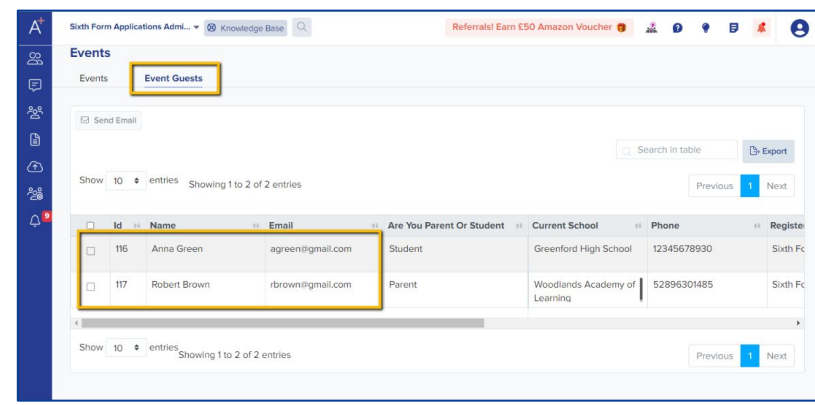 A+
Sixth Form Applications Admi... Knowledge Base Referrals! Earn £50 Amazon Voucher
Events
Events Event Guests
Send Email
Search in table Export
Show 10 entries Showing 1 to 2 of 2 entries Previous 1 Next
9
Id Name Email Are You Parent Or Student Current School Phone Registe
116 Anna Green agreen@gmail.com Student Greenford High School 12345678930 Sixth Fo
117 Robert Brown rbrown@gmail.com Parent Woodlands Academy of Learning 52896301485 Sixth Fo
Show 10 entries Showing 1 to 2 of 2 entries Previous 1 Next